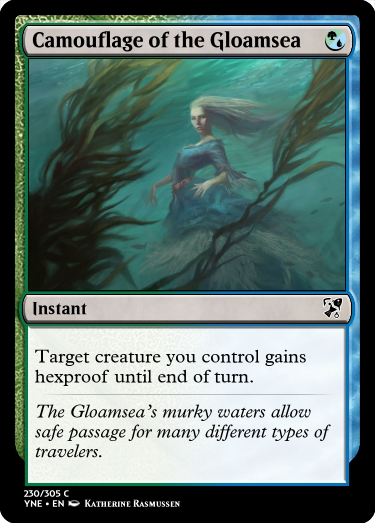 Camouflage of the Gloamsea
Instant
Target creature you control gains
hexproof until end of turn.
The Gloamsea's murky waters allow
safe passage for many different types of
travelers.
230/305 C
YNE • EN Katherine Rasmussen